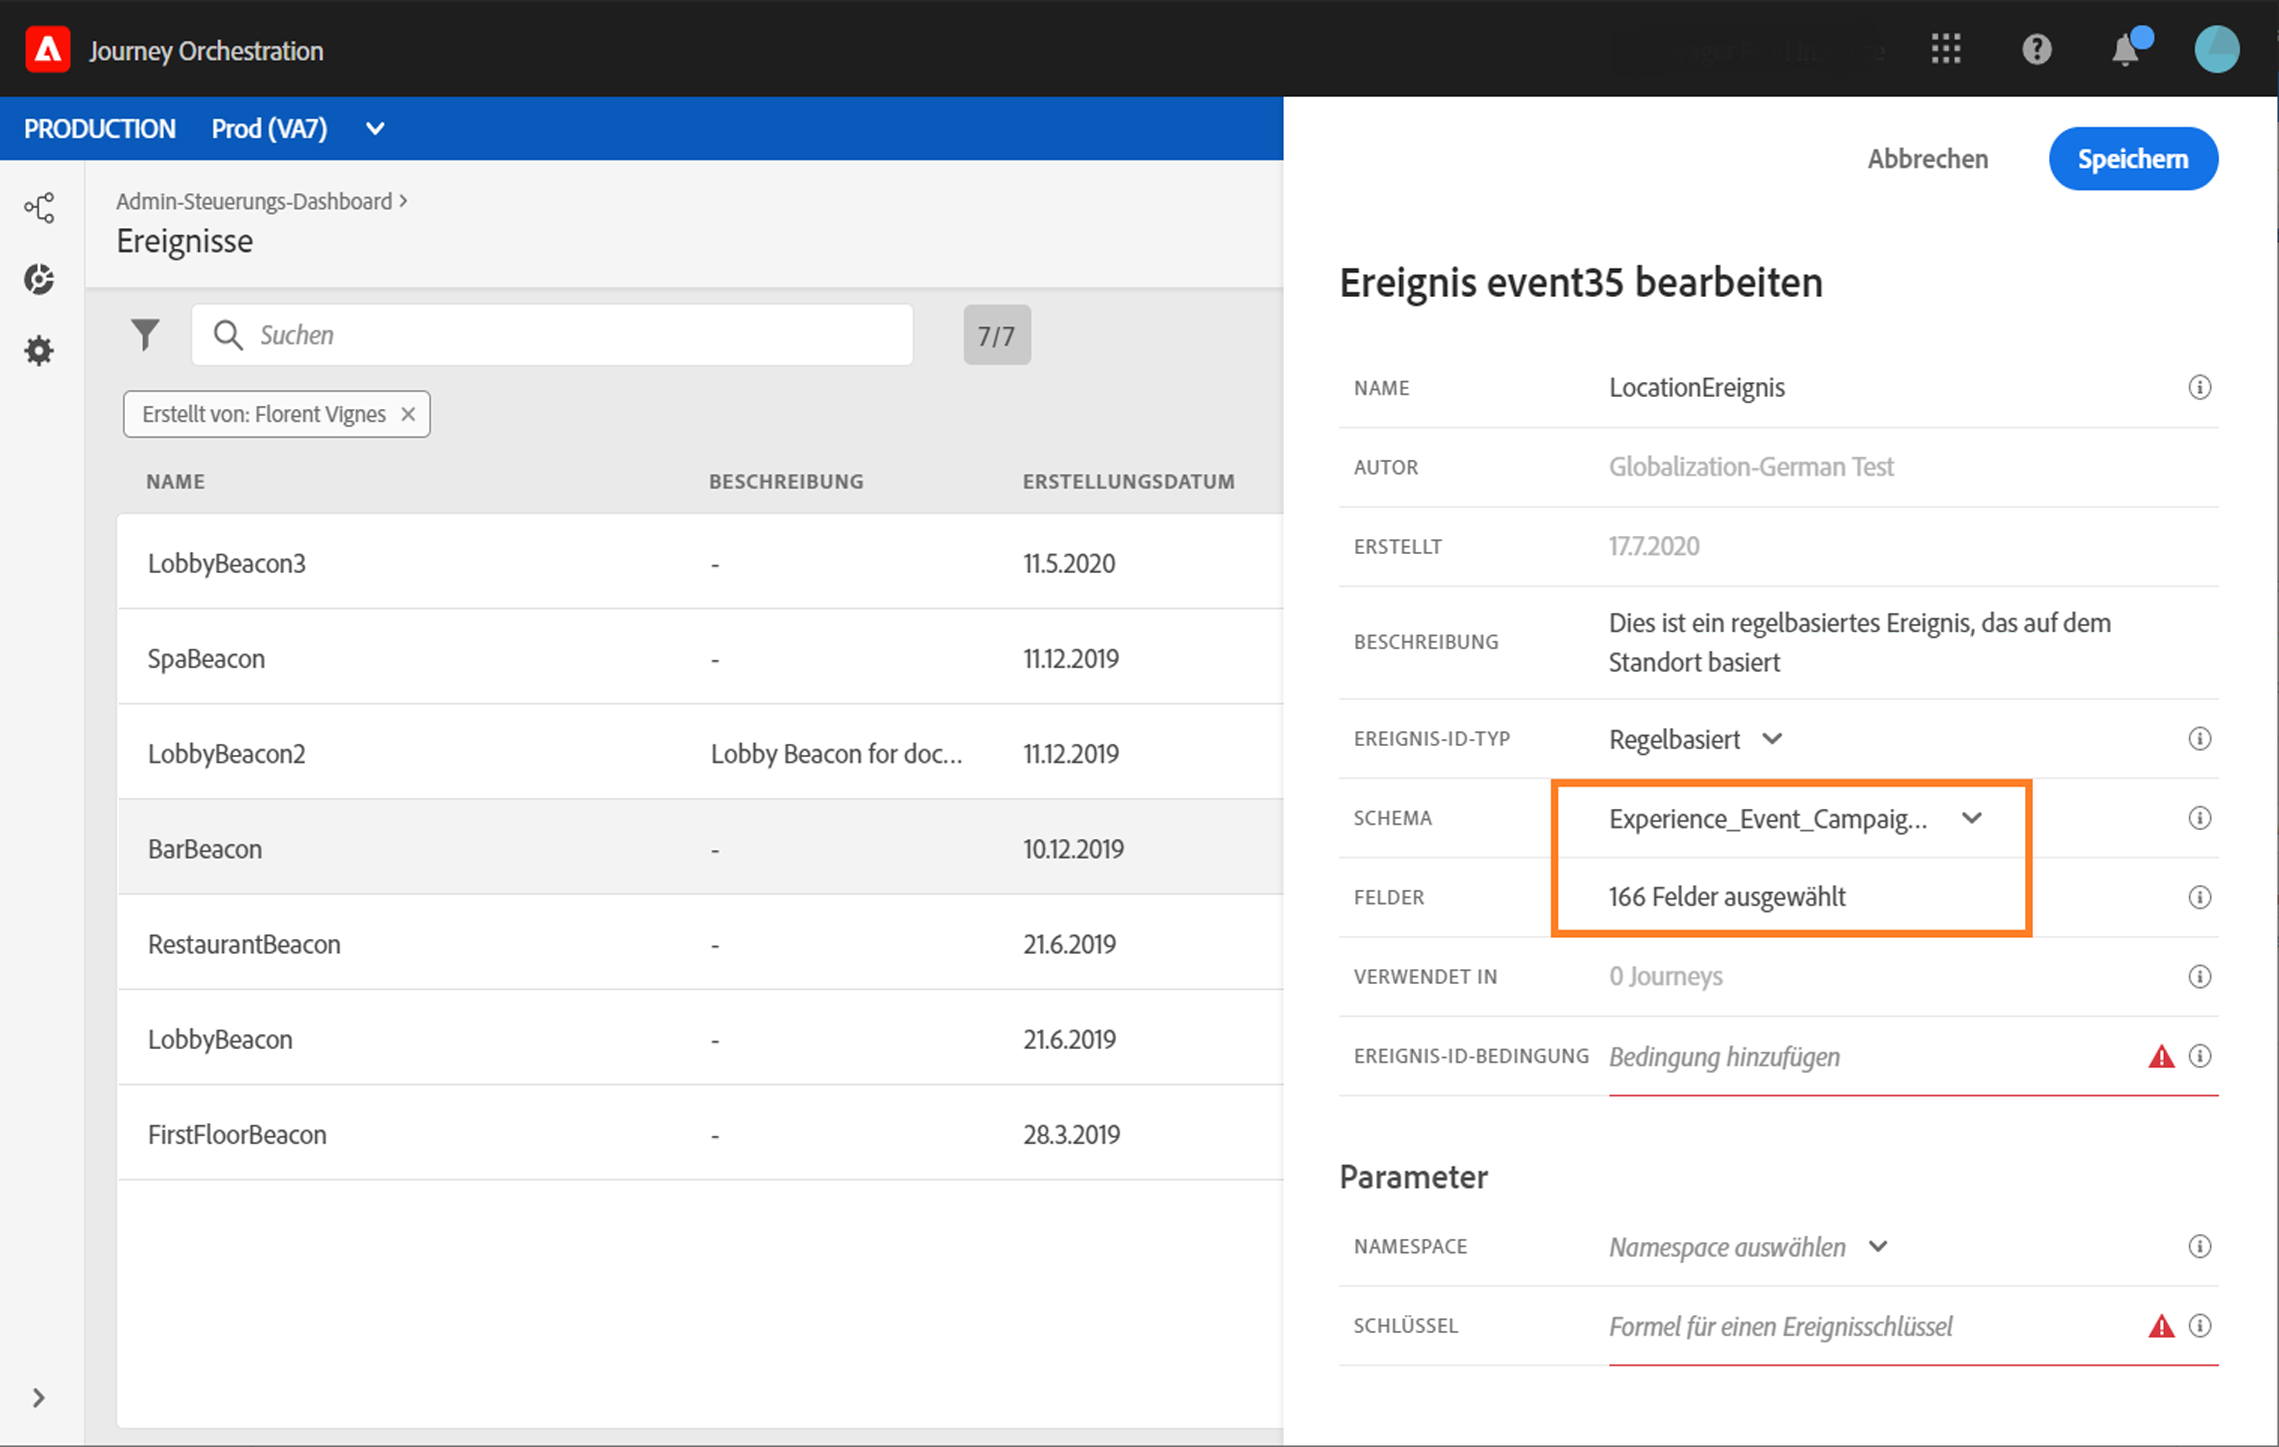 Journey Orchestration
PRODUCTION Prod (VA7)
Abbrechen Speichern
Admin-Steuerungs-Dashboard
Ereignisse
Suchen
7/7
Erstellt von: Florent Vignes
NAME BESCHREIBUNG ERSTELLUNGSDATUM
LobbyBeacon3 - 11.5.2020
SpaBeacon - 11.12.2019
LobbyBeacon2 Lobby Beacon for doc... 11.12.2019
BarBeacon - 10.12.2019
RestaurantBeacon - 21.6.2019
LobbyBeacon - 21.6.2019
FirstFloorBeacon - 28.3.2019
Ereignis event35 bearbeiten
NAME LocationEreignis
AUTOR Globalization-German Test
ERSTELLT 17.7.2020
BESCHREIBUNG Dies ist ein regelbasiertes Ereignis, das auf dem
Standort basiert
EREIGNIS-ID-TYP Regelbasiert
SCHEMA Experience_Event_Campaig...
FELDER 166 Felder ausgewählt
VERWENDET IN 0 Journeys
EREIGNIS-ID-BEDINGUNG Bedingung hinzufügen
Parameter
NAMESPACE Namespace auswählen
SCHLÜSSEL Formel für einen Ereignisschlüssel